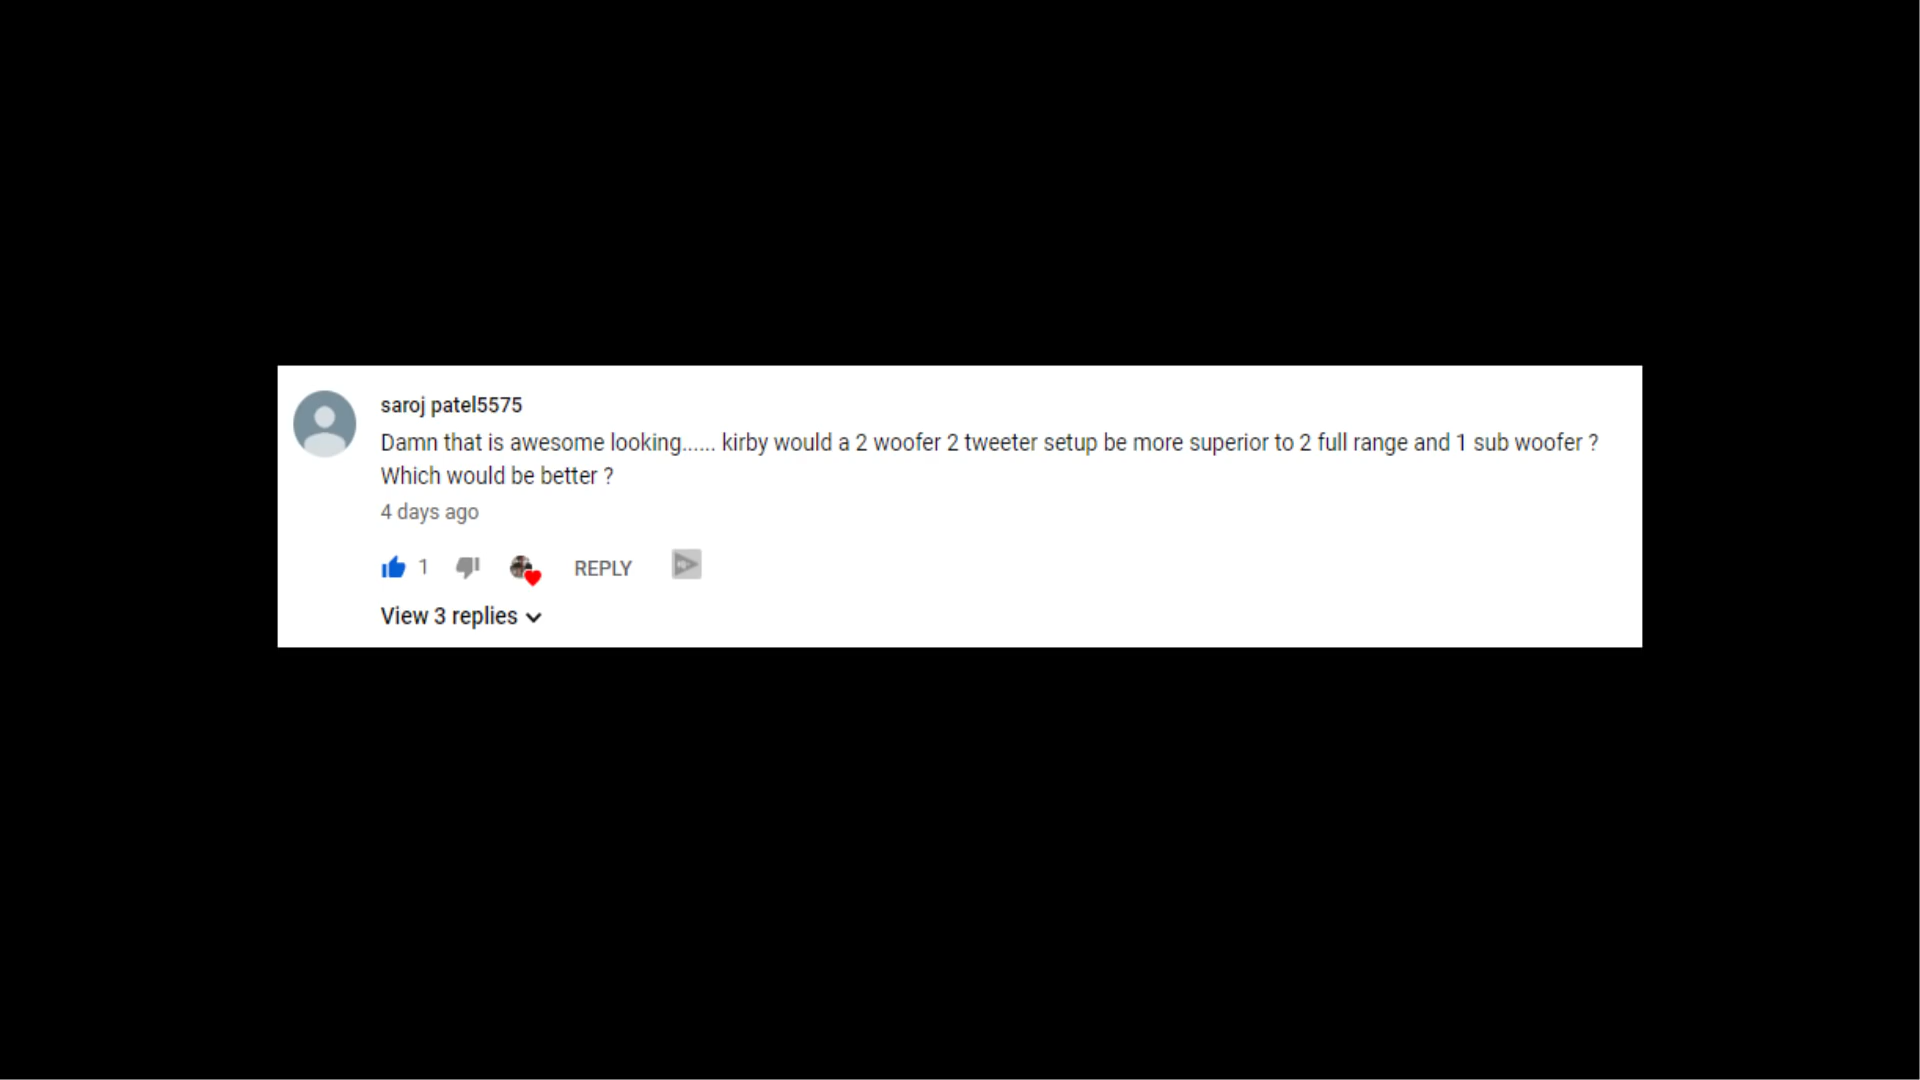 saroj patel5575
Damn that is awesome looking...... kirby would a 2 woofer 2 tweeter setup be more superior to 2 full range and 1 sub woofer ?
Which would be better ?
4 days ago
1
REPLY
View 3 replies